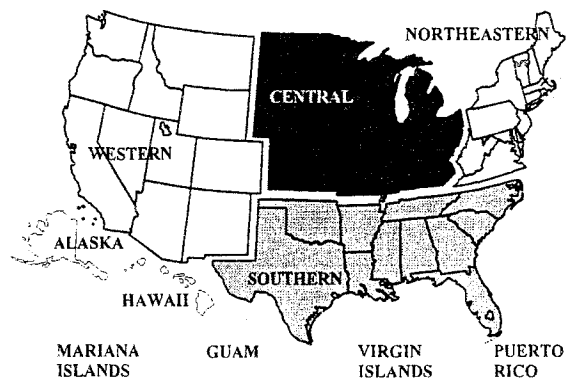 NORTHEASTERN
CENTRAL
WESTERN
ALASKA
SOUTHERN
HAWAII
MARIANA
ISLANDS
GUAM
VIRGIN
ISLANDS
PUERTO
RICO